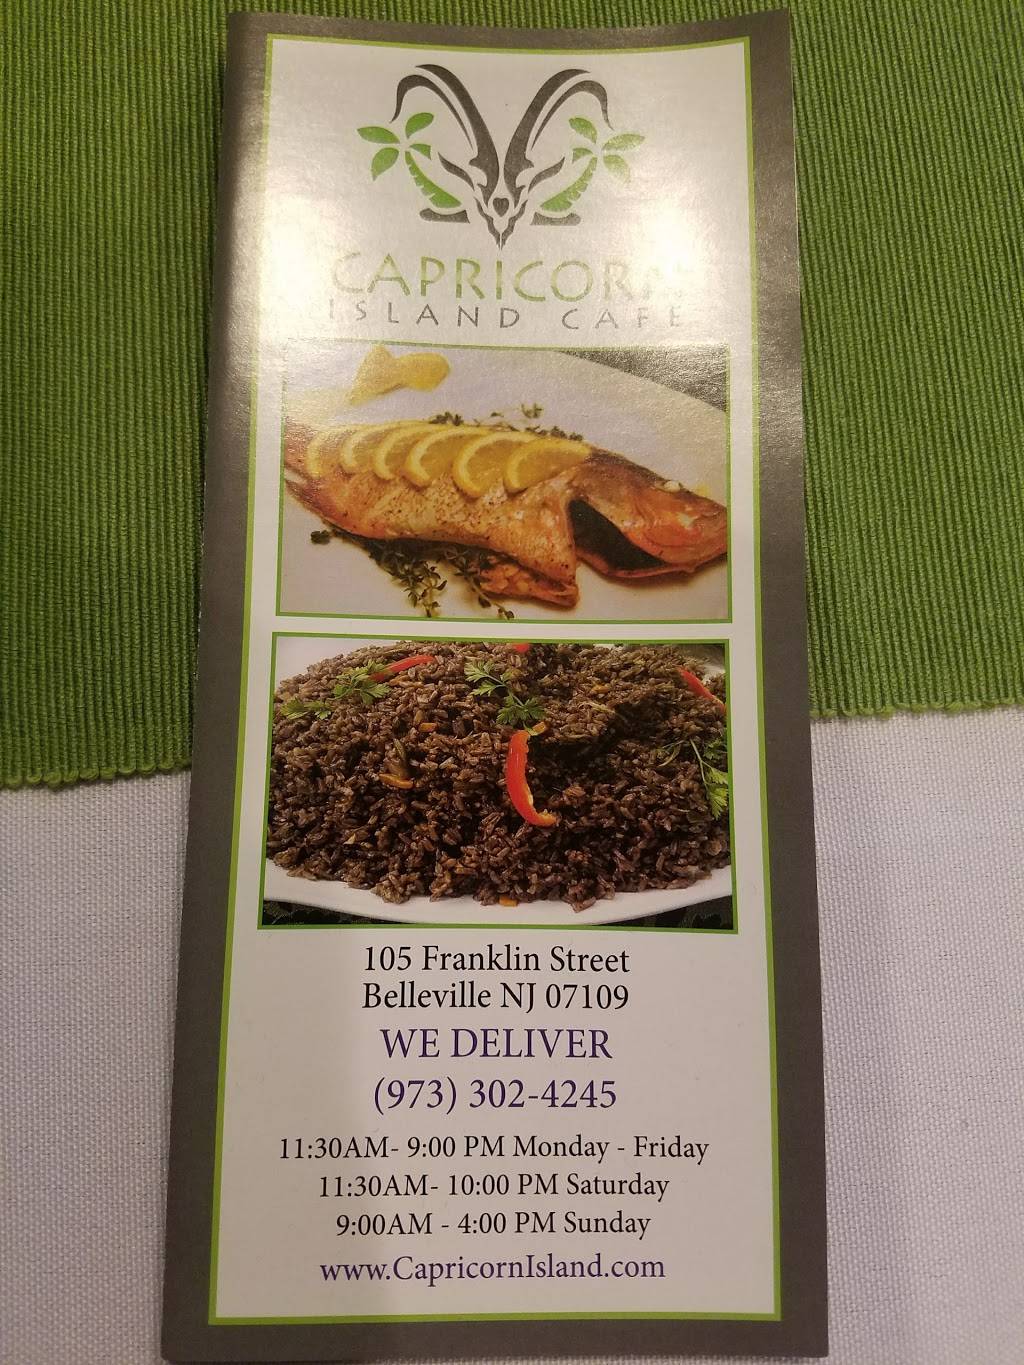 CAPRICORN
ISLAND CAFE
105 Franklin Street
Belleville NJ 07109
WE DELIVER
(973) 302-4245
11:30AM- 9:00 PM Monday - Friday
11:30AM- 10:00 PM Saturday
9:00AM - 4:00 PM Sunday
www.CapricornIsland.com